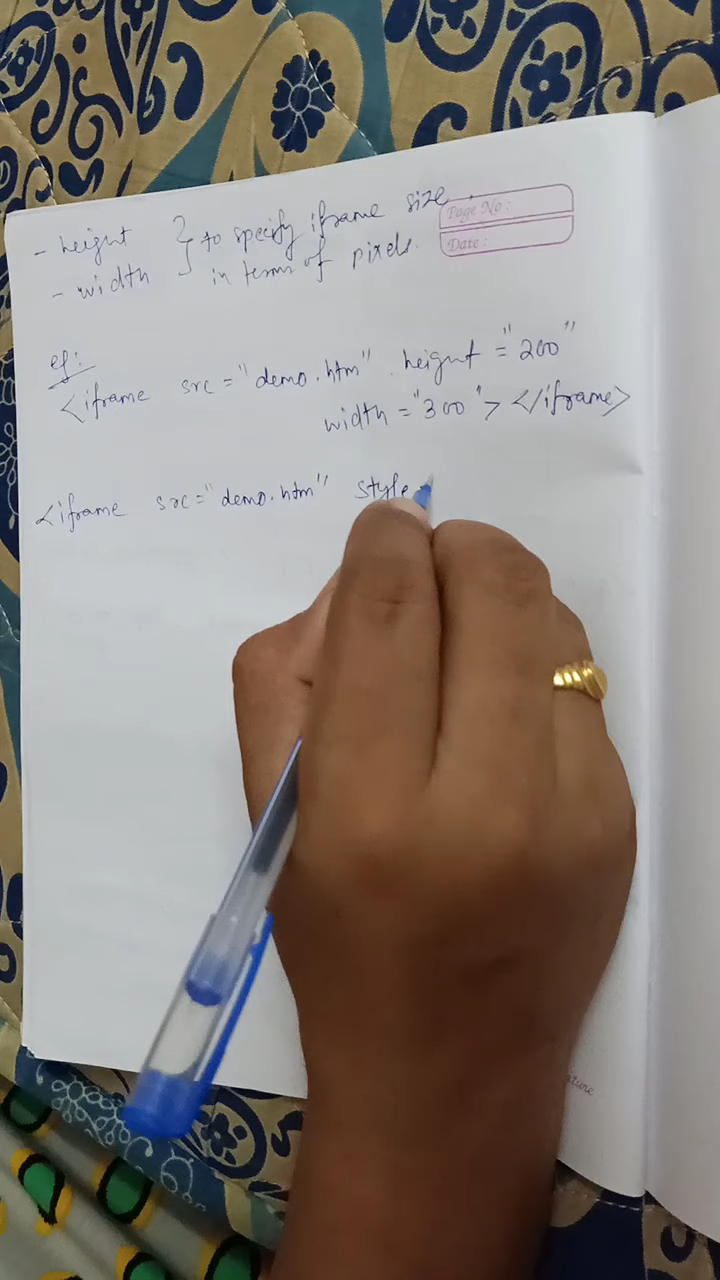 - height } to specify iframe size.
- width in terms of pixels.
Page No :
Date :
eg:
<iframe src = "demo.htm" height = "200"
width = "300" > </iframe>
<iframe src = "demo.htm" style